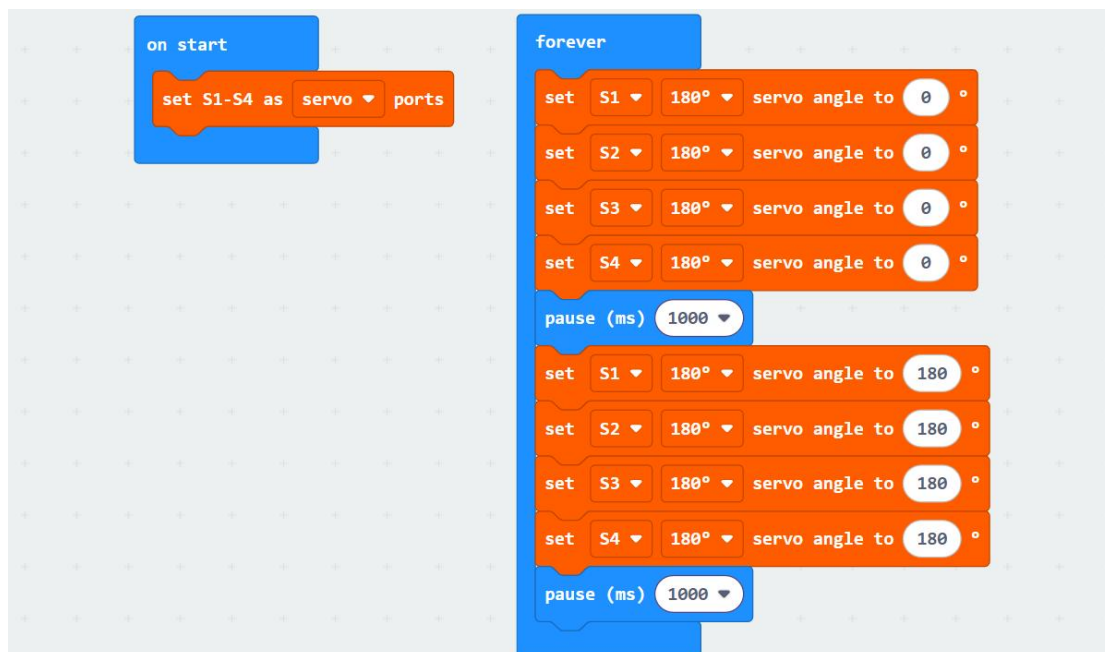 on start
set S1-S4 as servo ports
forever
set S1 180° servo angle to 0 °
set S2 180° servo angle to 0 °
set S3 180° servo angle to 0 °
set S4 180° servo angle to 0 °
pause (ms) 1000
set S1 180° servo angle to 180 °
set S2 180° servo angle to 180 °
set S3 180° servo angle to 180 °
set S4 180° servo angle to 180 °
pause (ms) 1000